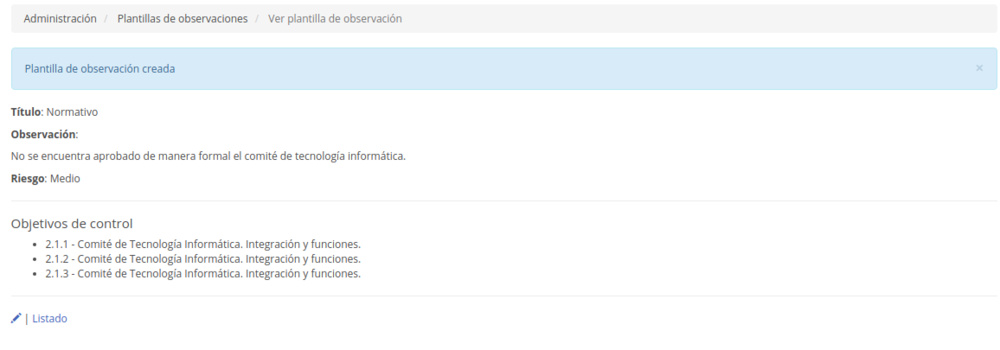 Administración / Plantillas de observaciones / Ver plantilla de observación
Plantilla de observación creada ×
Título: Normativo
Observación:
No se encuentra aprobado de manera formal el comité de tecnología informática.
Riesgo: Medio
Objetivos de control
• 2.1.1 - Comité de Tecnología Informática. Integración y funciones.
• 2.1.2 - Comité de Tecnología Informática. Integración y funciones.
• 2.1.3 - Comité de Tecnología Informática. Integración y funciones.
| Listado